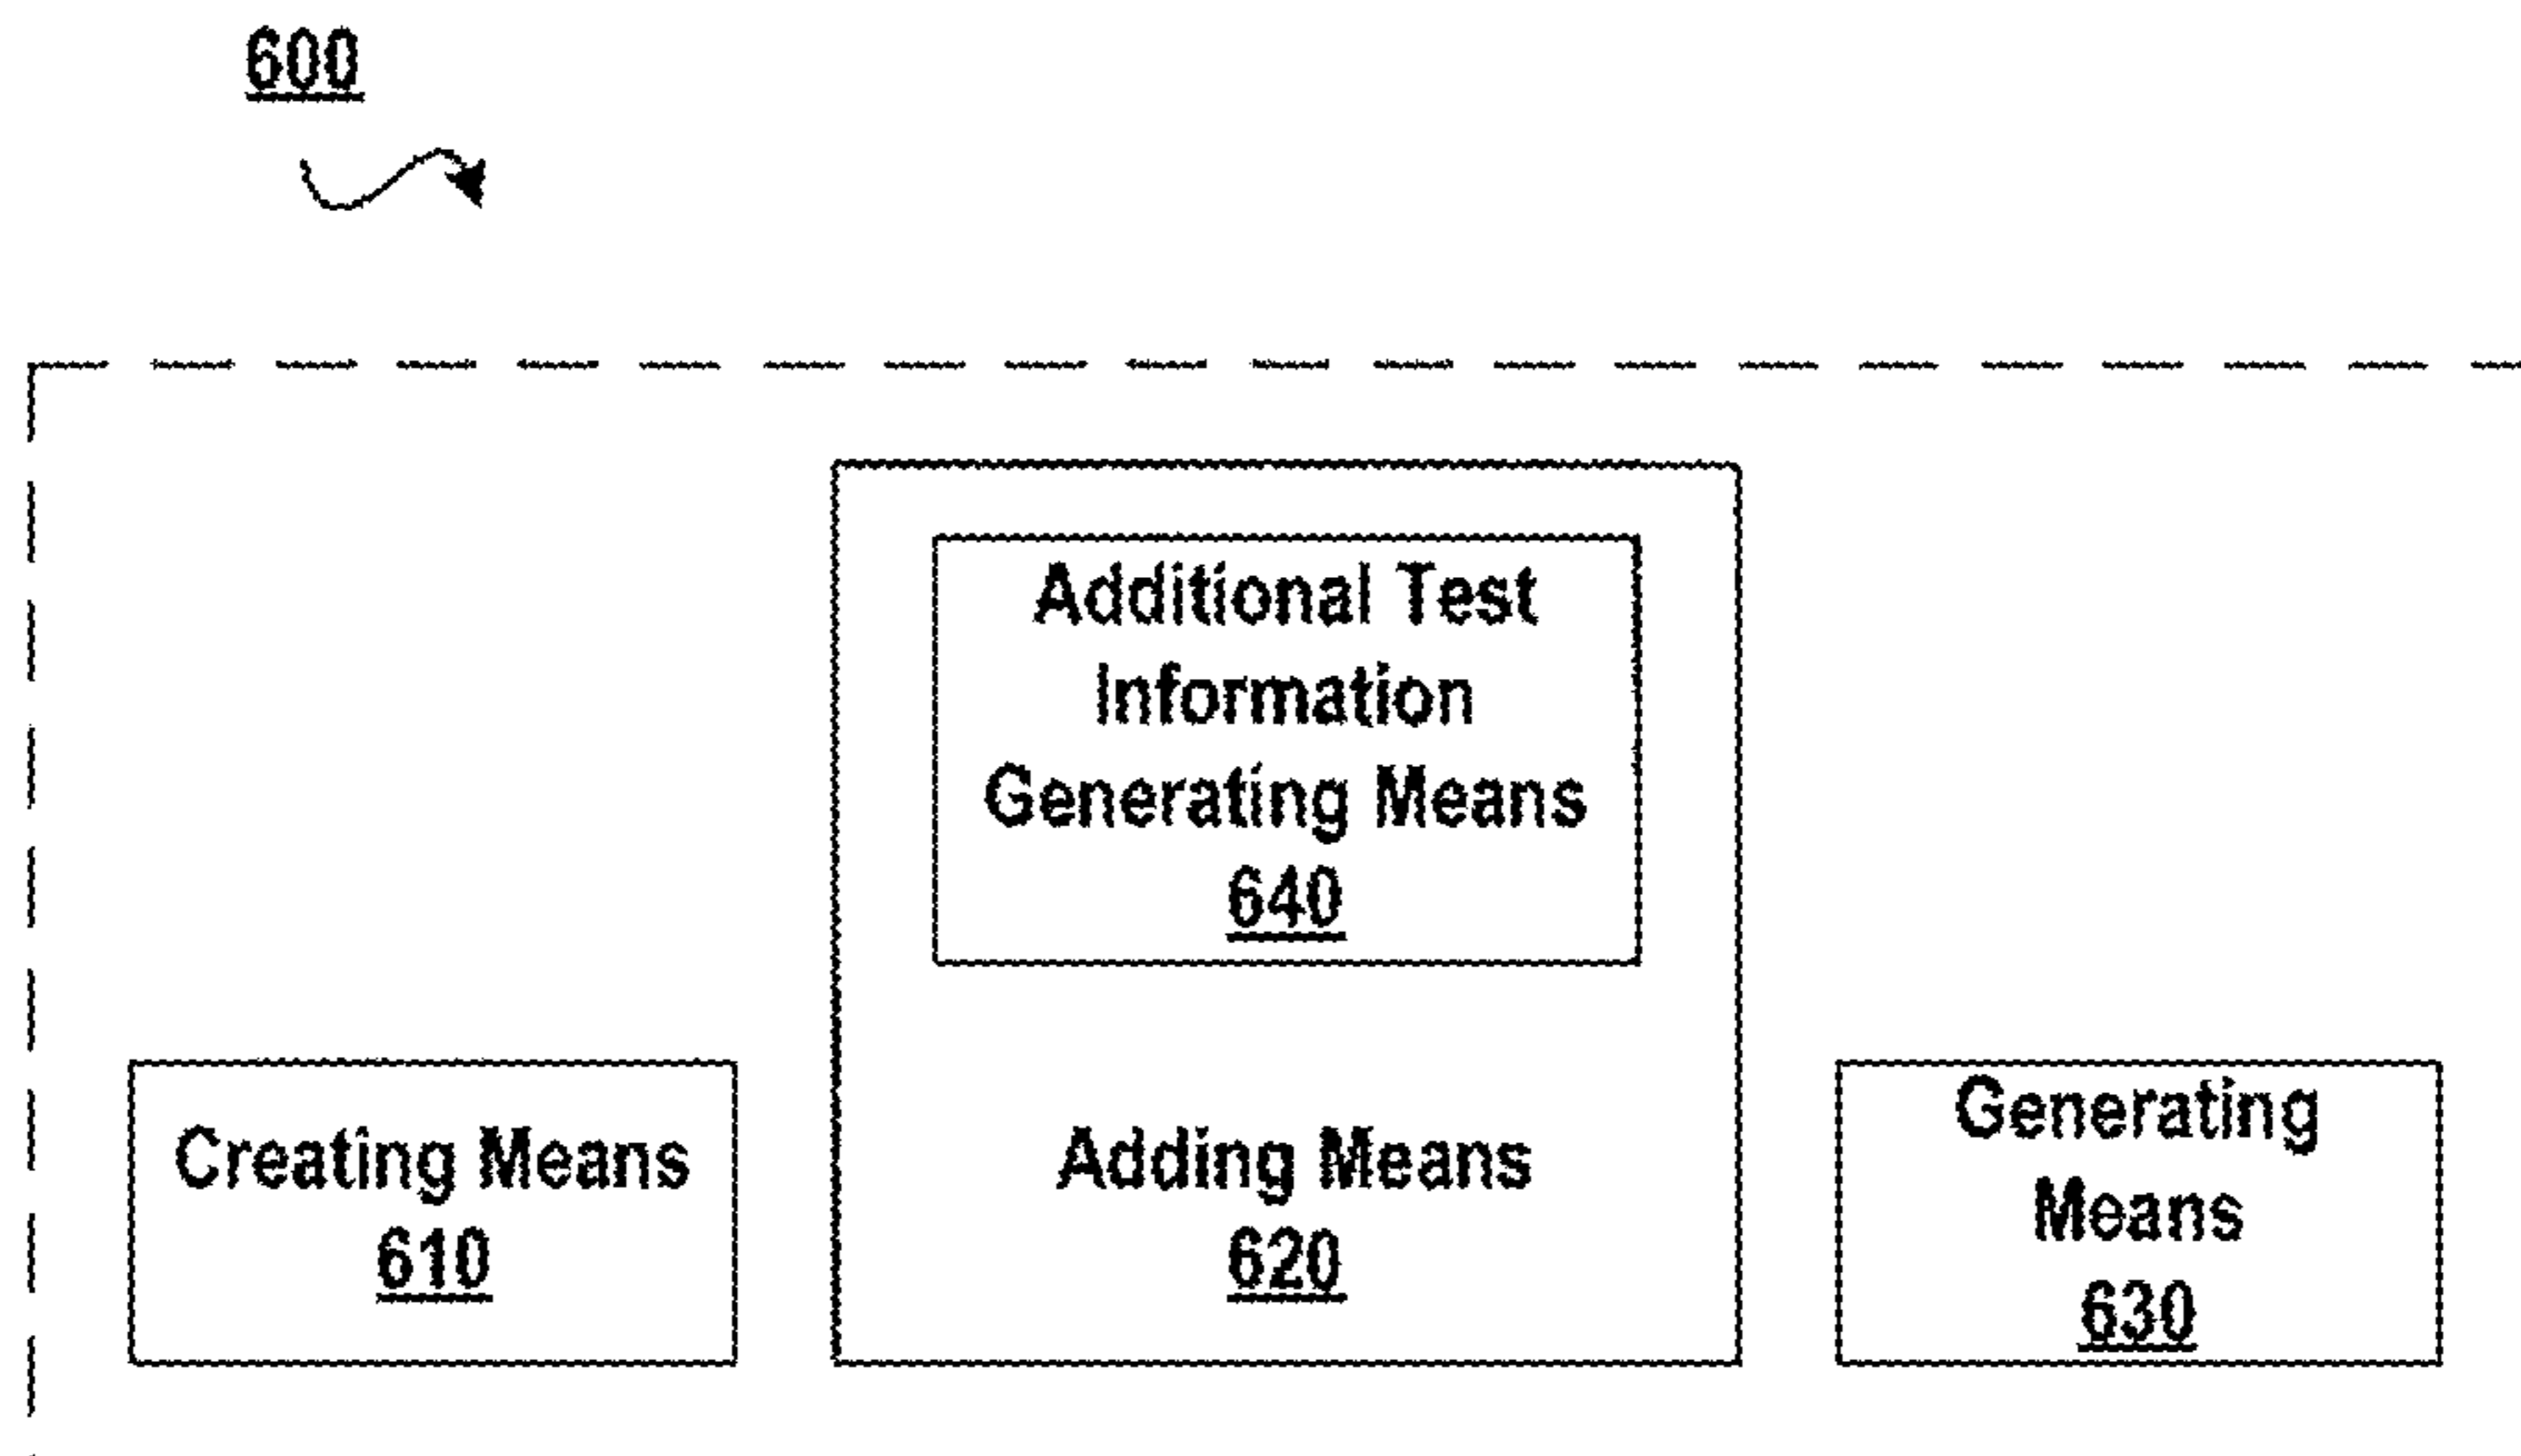 600
Additional Test
Information
Generating Means
640
Creating Means
610
Adding Means
620
Generating
Means
630